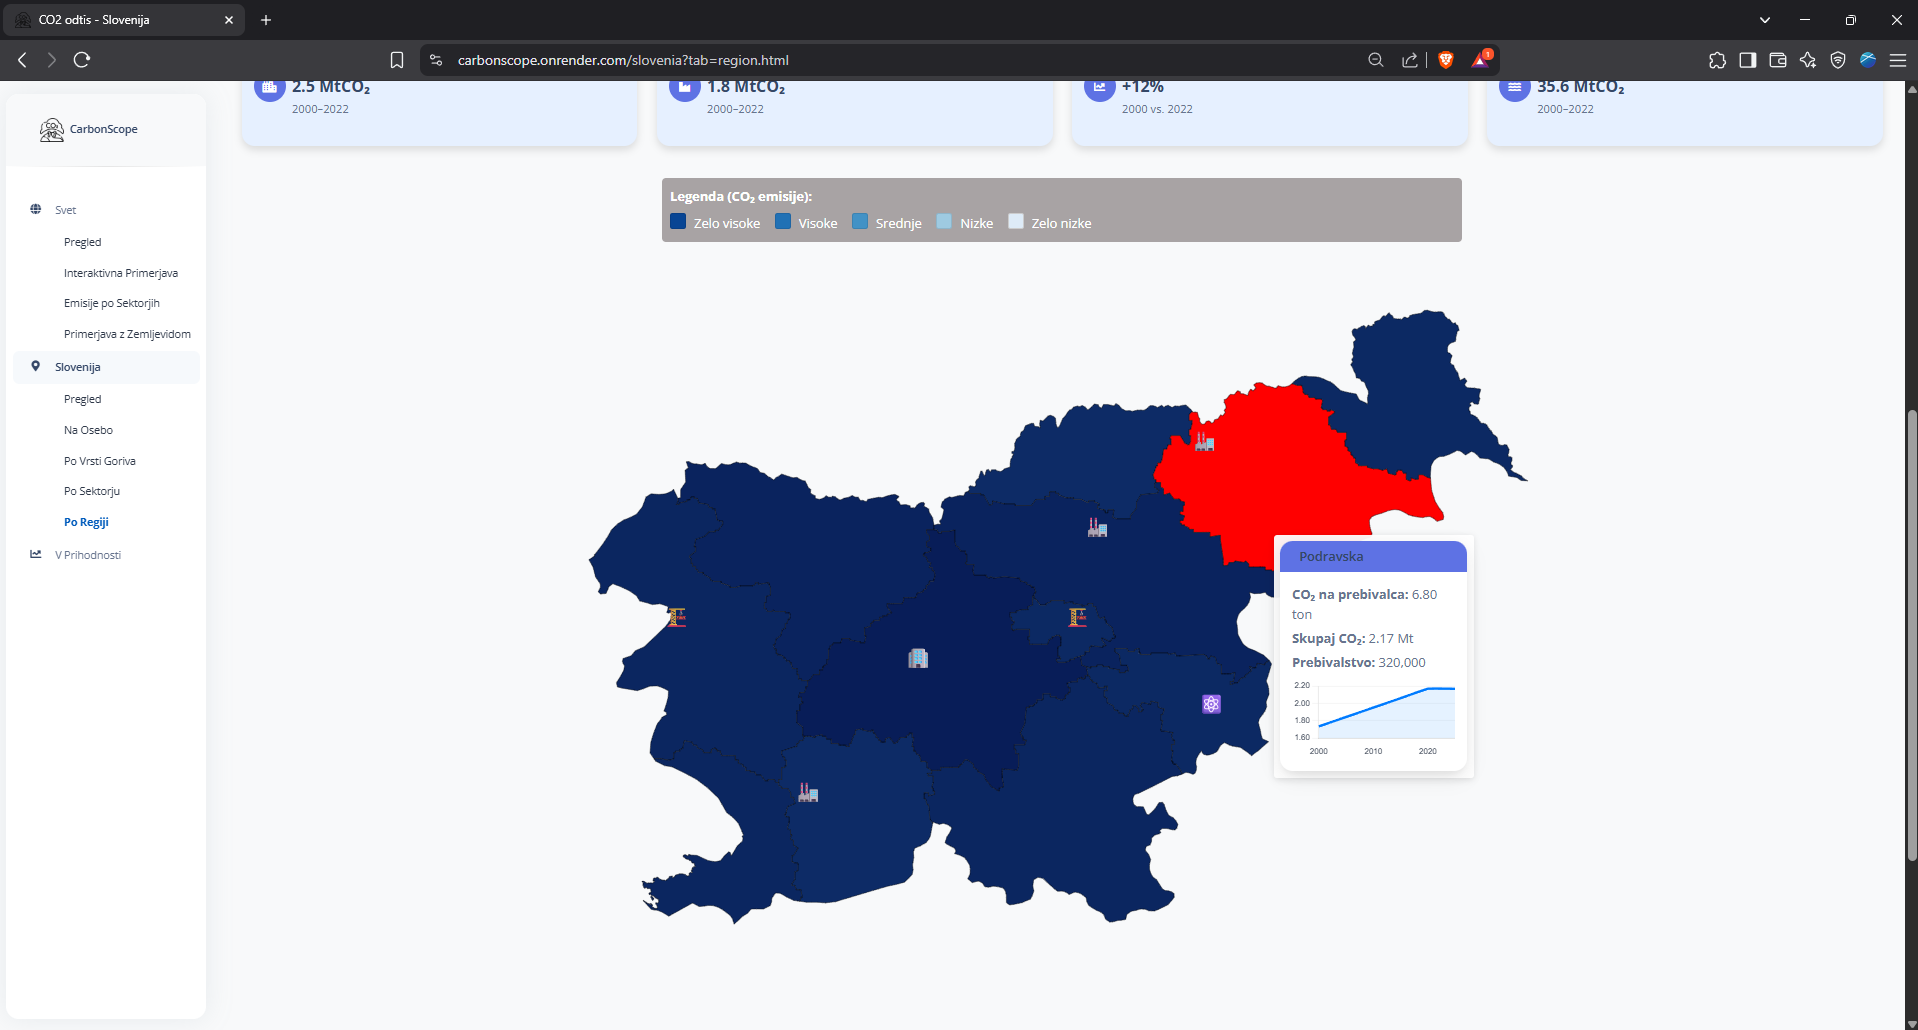 CO2 odtis - Slovenija
carbonscope.onrender.com/slovenia?tab=region.html
1
CarbonScope
Svet
Pregled
Interaktivna Primerjava
Emisije po Sektorjih
Primerjava z Zemljevidom
Slovenija
Pregled
Na Osebo
Po Vrsti Goriva
Po Sektorju
Po Regiji
V Prihodnosti
2.5 MtCO₂
2000–2022
1.8 MtCO₂
2000–2022
+12%
2000 vs. 2022
35.6 MtCO₂
2000–2022
Legenda (CO₂ emisije):
Zelo visoke Visoke Srednje Nizke Zelo nizke
Podravska
CO₂ na prebivalca: 6.80
ton
Skupaj CO₂: 2.17 Mt
Prebivalstvo: 320,000
2.20
2.00
1.80
1.60
2000 2010 2020